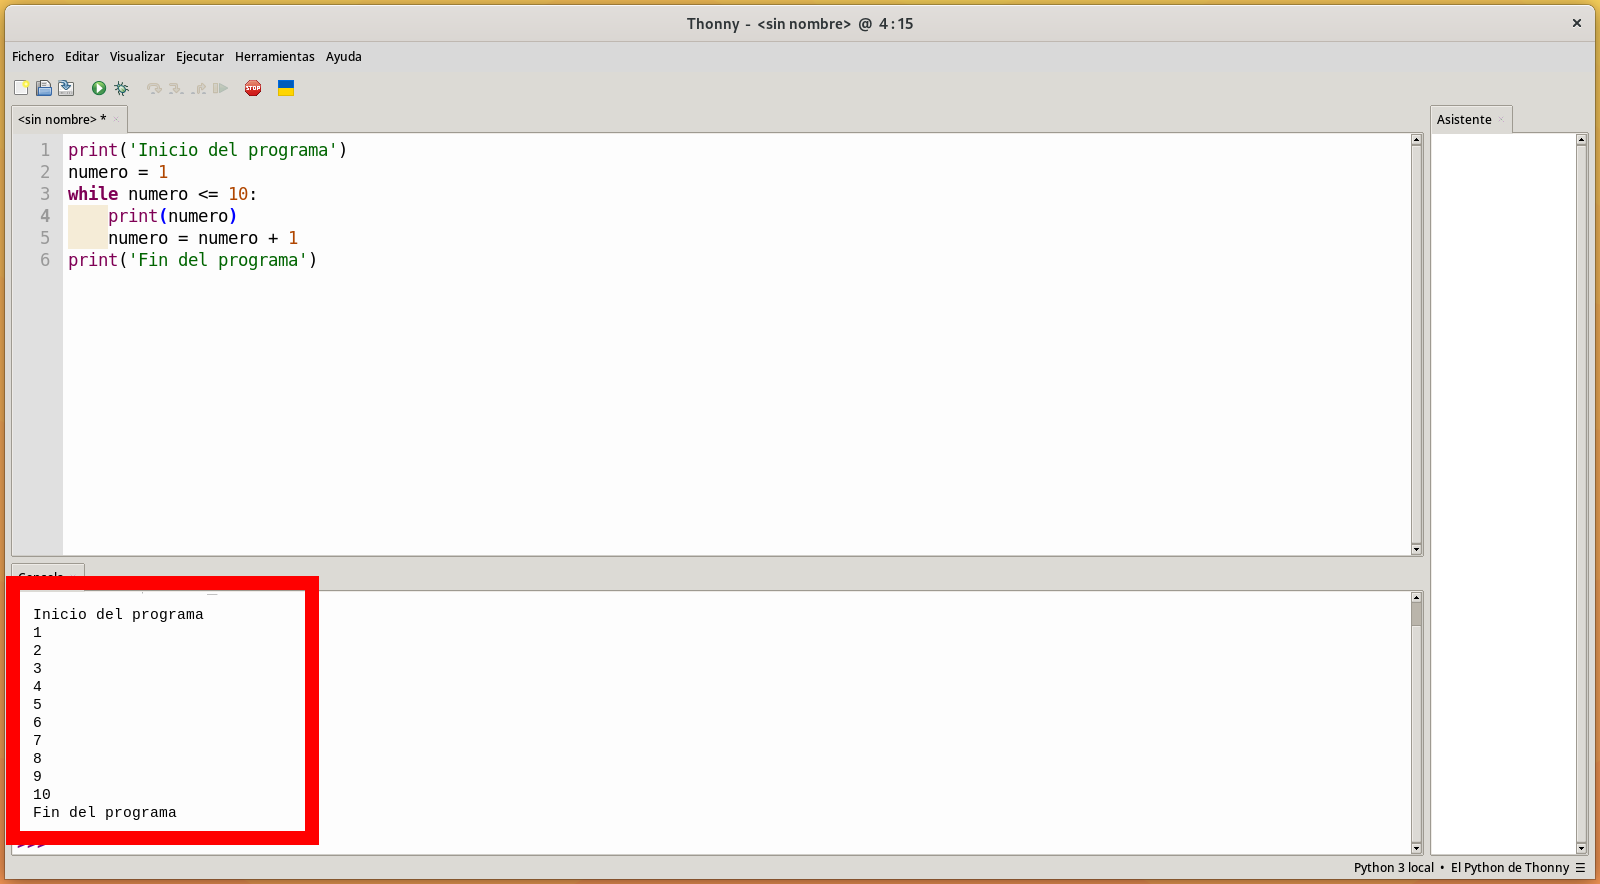 Thonny - <sin nombre> @ 4:15
Fichero Editar Visualizar Ejecutar Herramientas Ayuda
STOP
<sin nombre> *
Asistente
1 print('Inicio del programa')
2 numero = 1
3 while numero <= 10:
4     print(numero)
5     numero = numero + 1
6 print('Fin del programa')
Inicio del programa
1
2
3
4
5
6
7
8
9
10
Fin del programa
>>>
Python 3 local • El Python de Thonny ☰